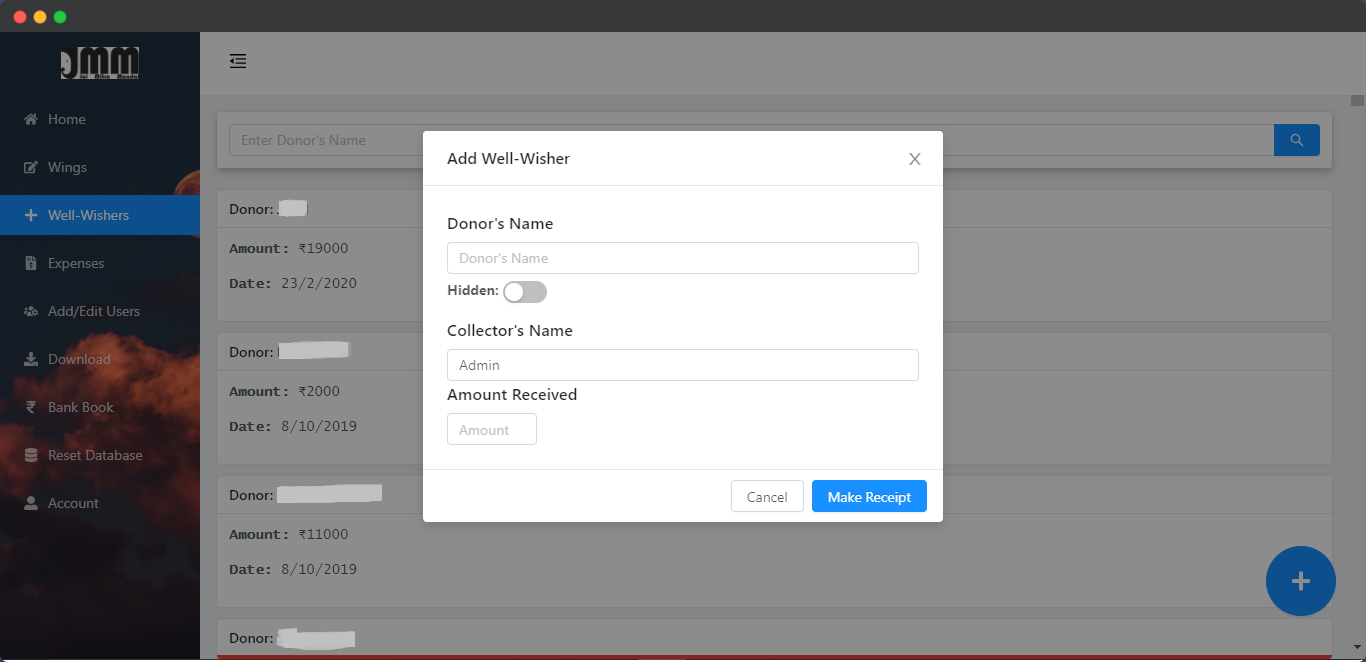 JMM
Home
Wings
Well-Wishers
Expenses
Add/Edit Users
Download
Bank Book
Reset Database
Account
Enter Donor's Name
Donor:
Amount: ₹19000
Date: 23/2/2020
Donor:
Amount: ₹2000
Date: 8/10/2019
Donor:
Amount: ₹11000
Date: 8/10/2019
Donor:
Add Well-Wisher
Donor's Name
Donor's Name
Hidden:
Collector's Name
Admin
Amount Received
Amount
Cancel
Make Receipt